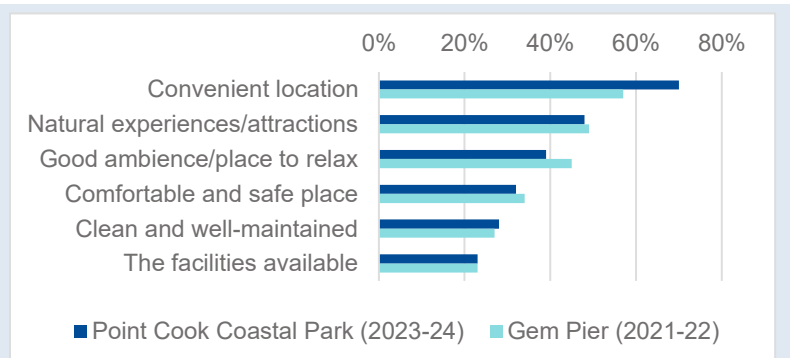 0% 20% 40% 60% 80%
Convenient location
Natural experiences/attractions
Good ambience/place to relax
Comfortable and safe place
Clean and well-maintained
The facilities available
Point Cook Coastal Park (2023-24) Gem Pier (2021-22)